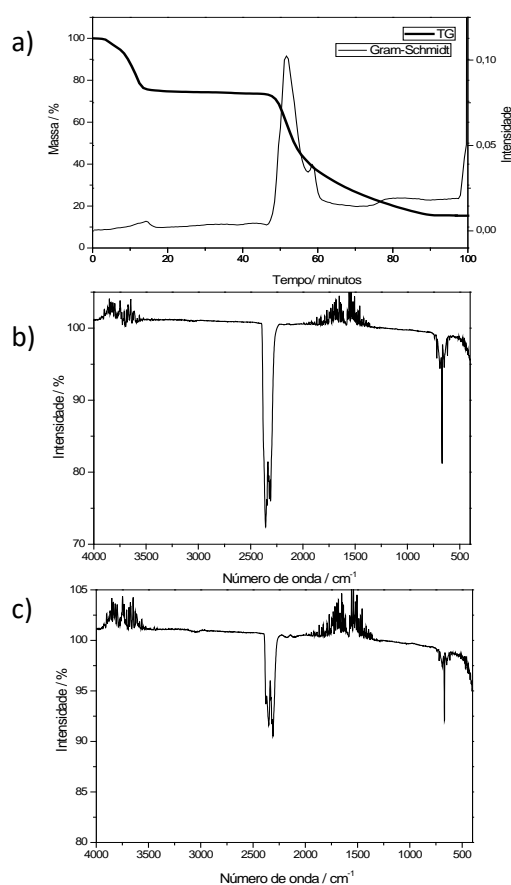 a)
TG
Gram-Schmidt
Massa / %
100
80
60
40
20
0
0,10
0,05
0,00
Intensidade
0 20 40 60 80 100
Tempo/ minutos
b)
Intensidade / %
100
90
80
70
4000 3500 3000 2500 2000 1500 1000 500
Número de onda / cm-1
c)
Intensidade / %
105
100
95
90
85
80
4000 3500 3000 2500 2000 1500 1000 500
Número de onda / cm-1